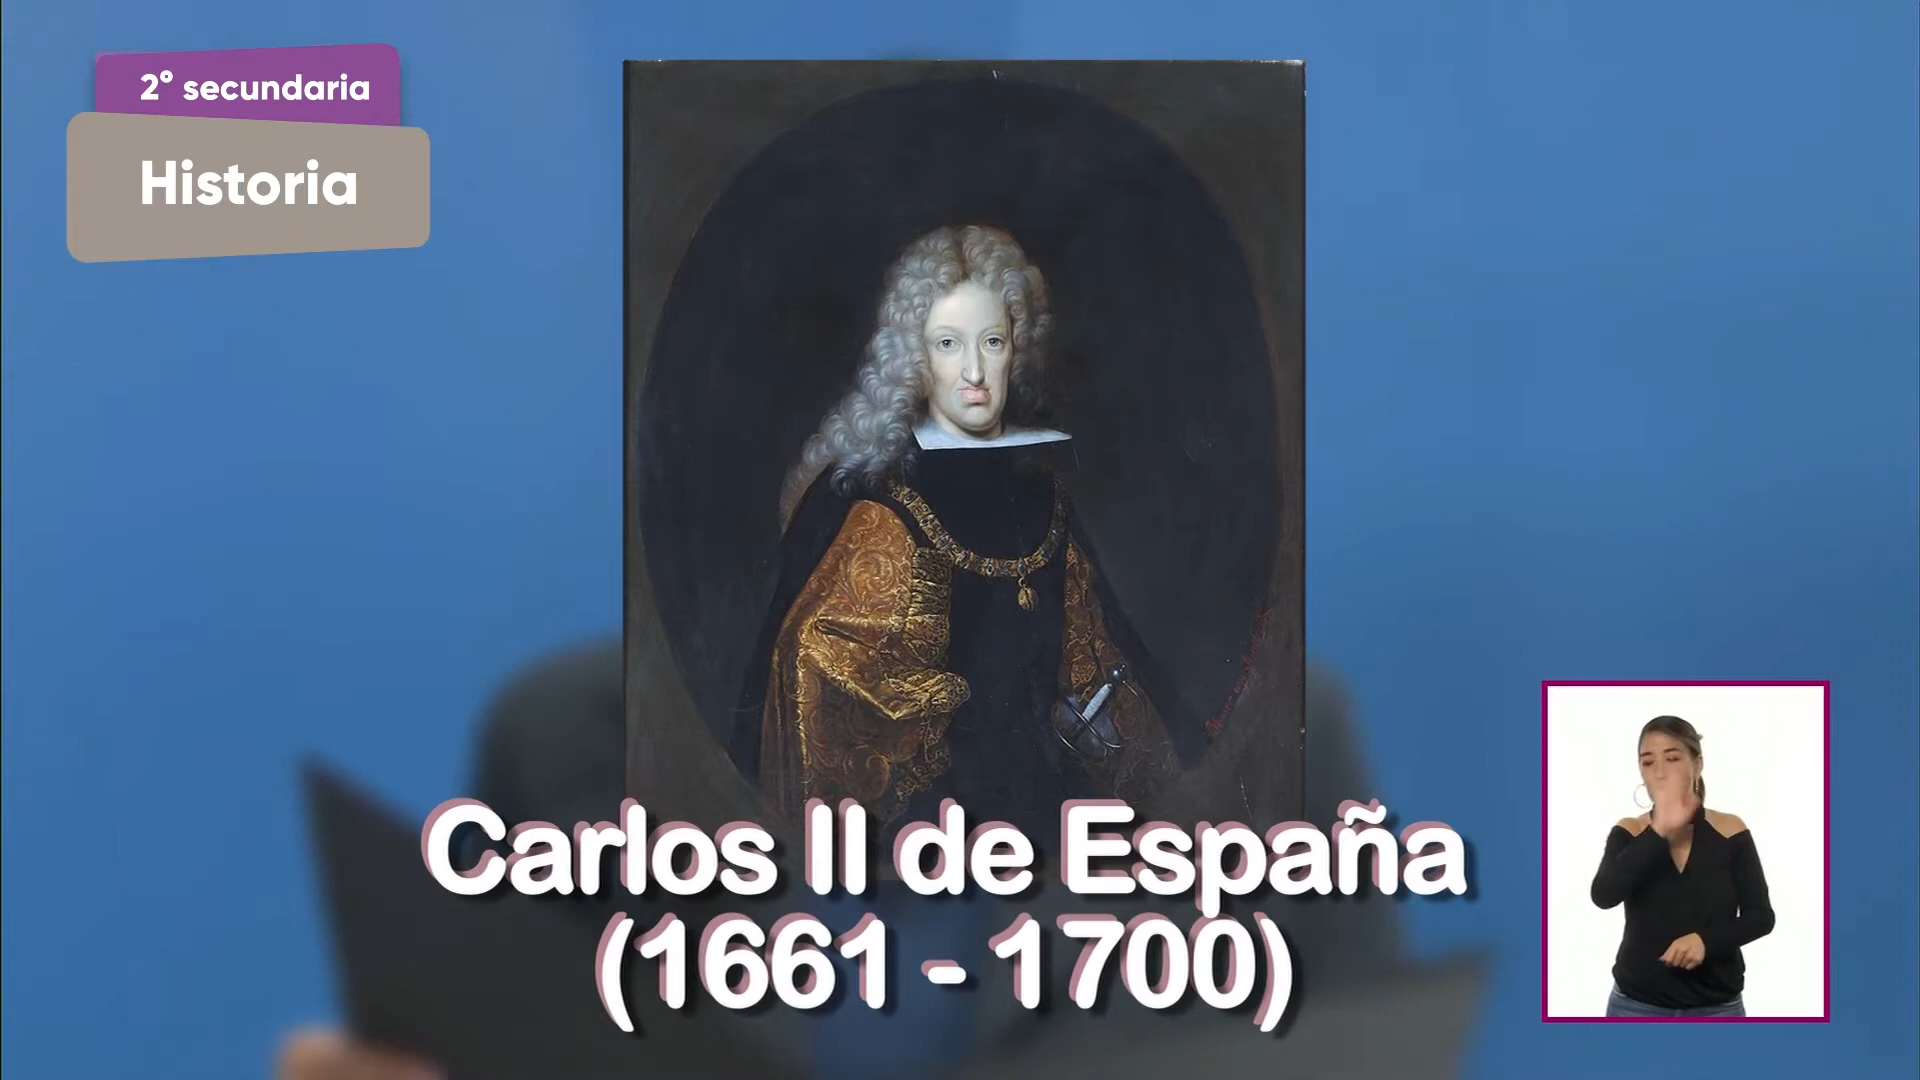 2° secundaria
Historia
Carlos II de España
(1661 - 1700)